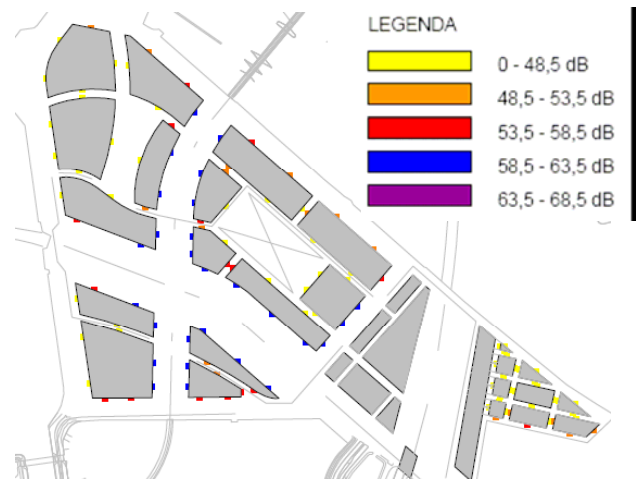 LEGENDA
0 - 48,5 dB
48,5 - 53,5 dB
53,5 - 58,5 dB
58,5 - 63,5 dB
63,5 - 68,5 dB